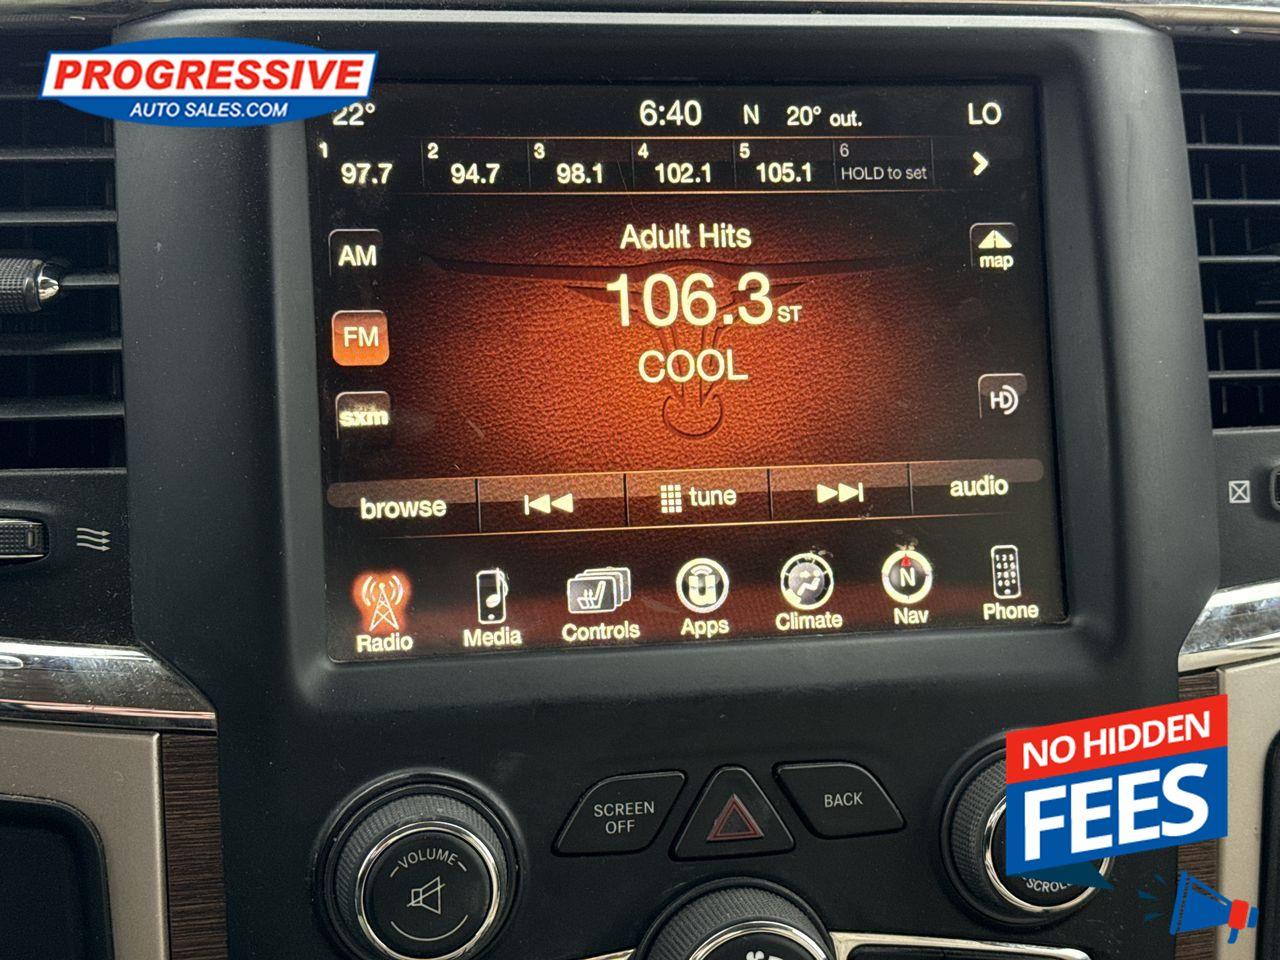 PROGRESSIVE
AUTO SALES.COM
22° 6:40 N 20° out. LO
1 97.7 2 94.7 3 98.1 4 102.1 5 105.1 6 HOLD to set
Adult Hits
AM
map
106.3 ST
FM
COOL
HD
sxm
browse tune audio
Radio Media Controls Apps Climate Nav Phone
N
NO HIDDEN
FEES
SCREEN
OFF
BACK
VOLUME
SCROLL